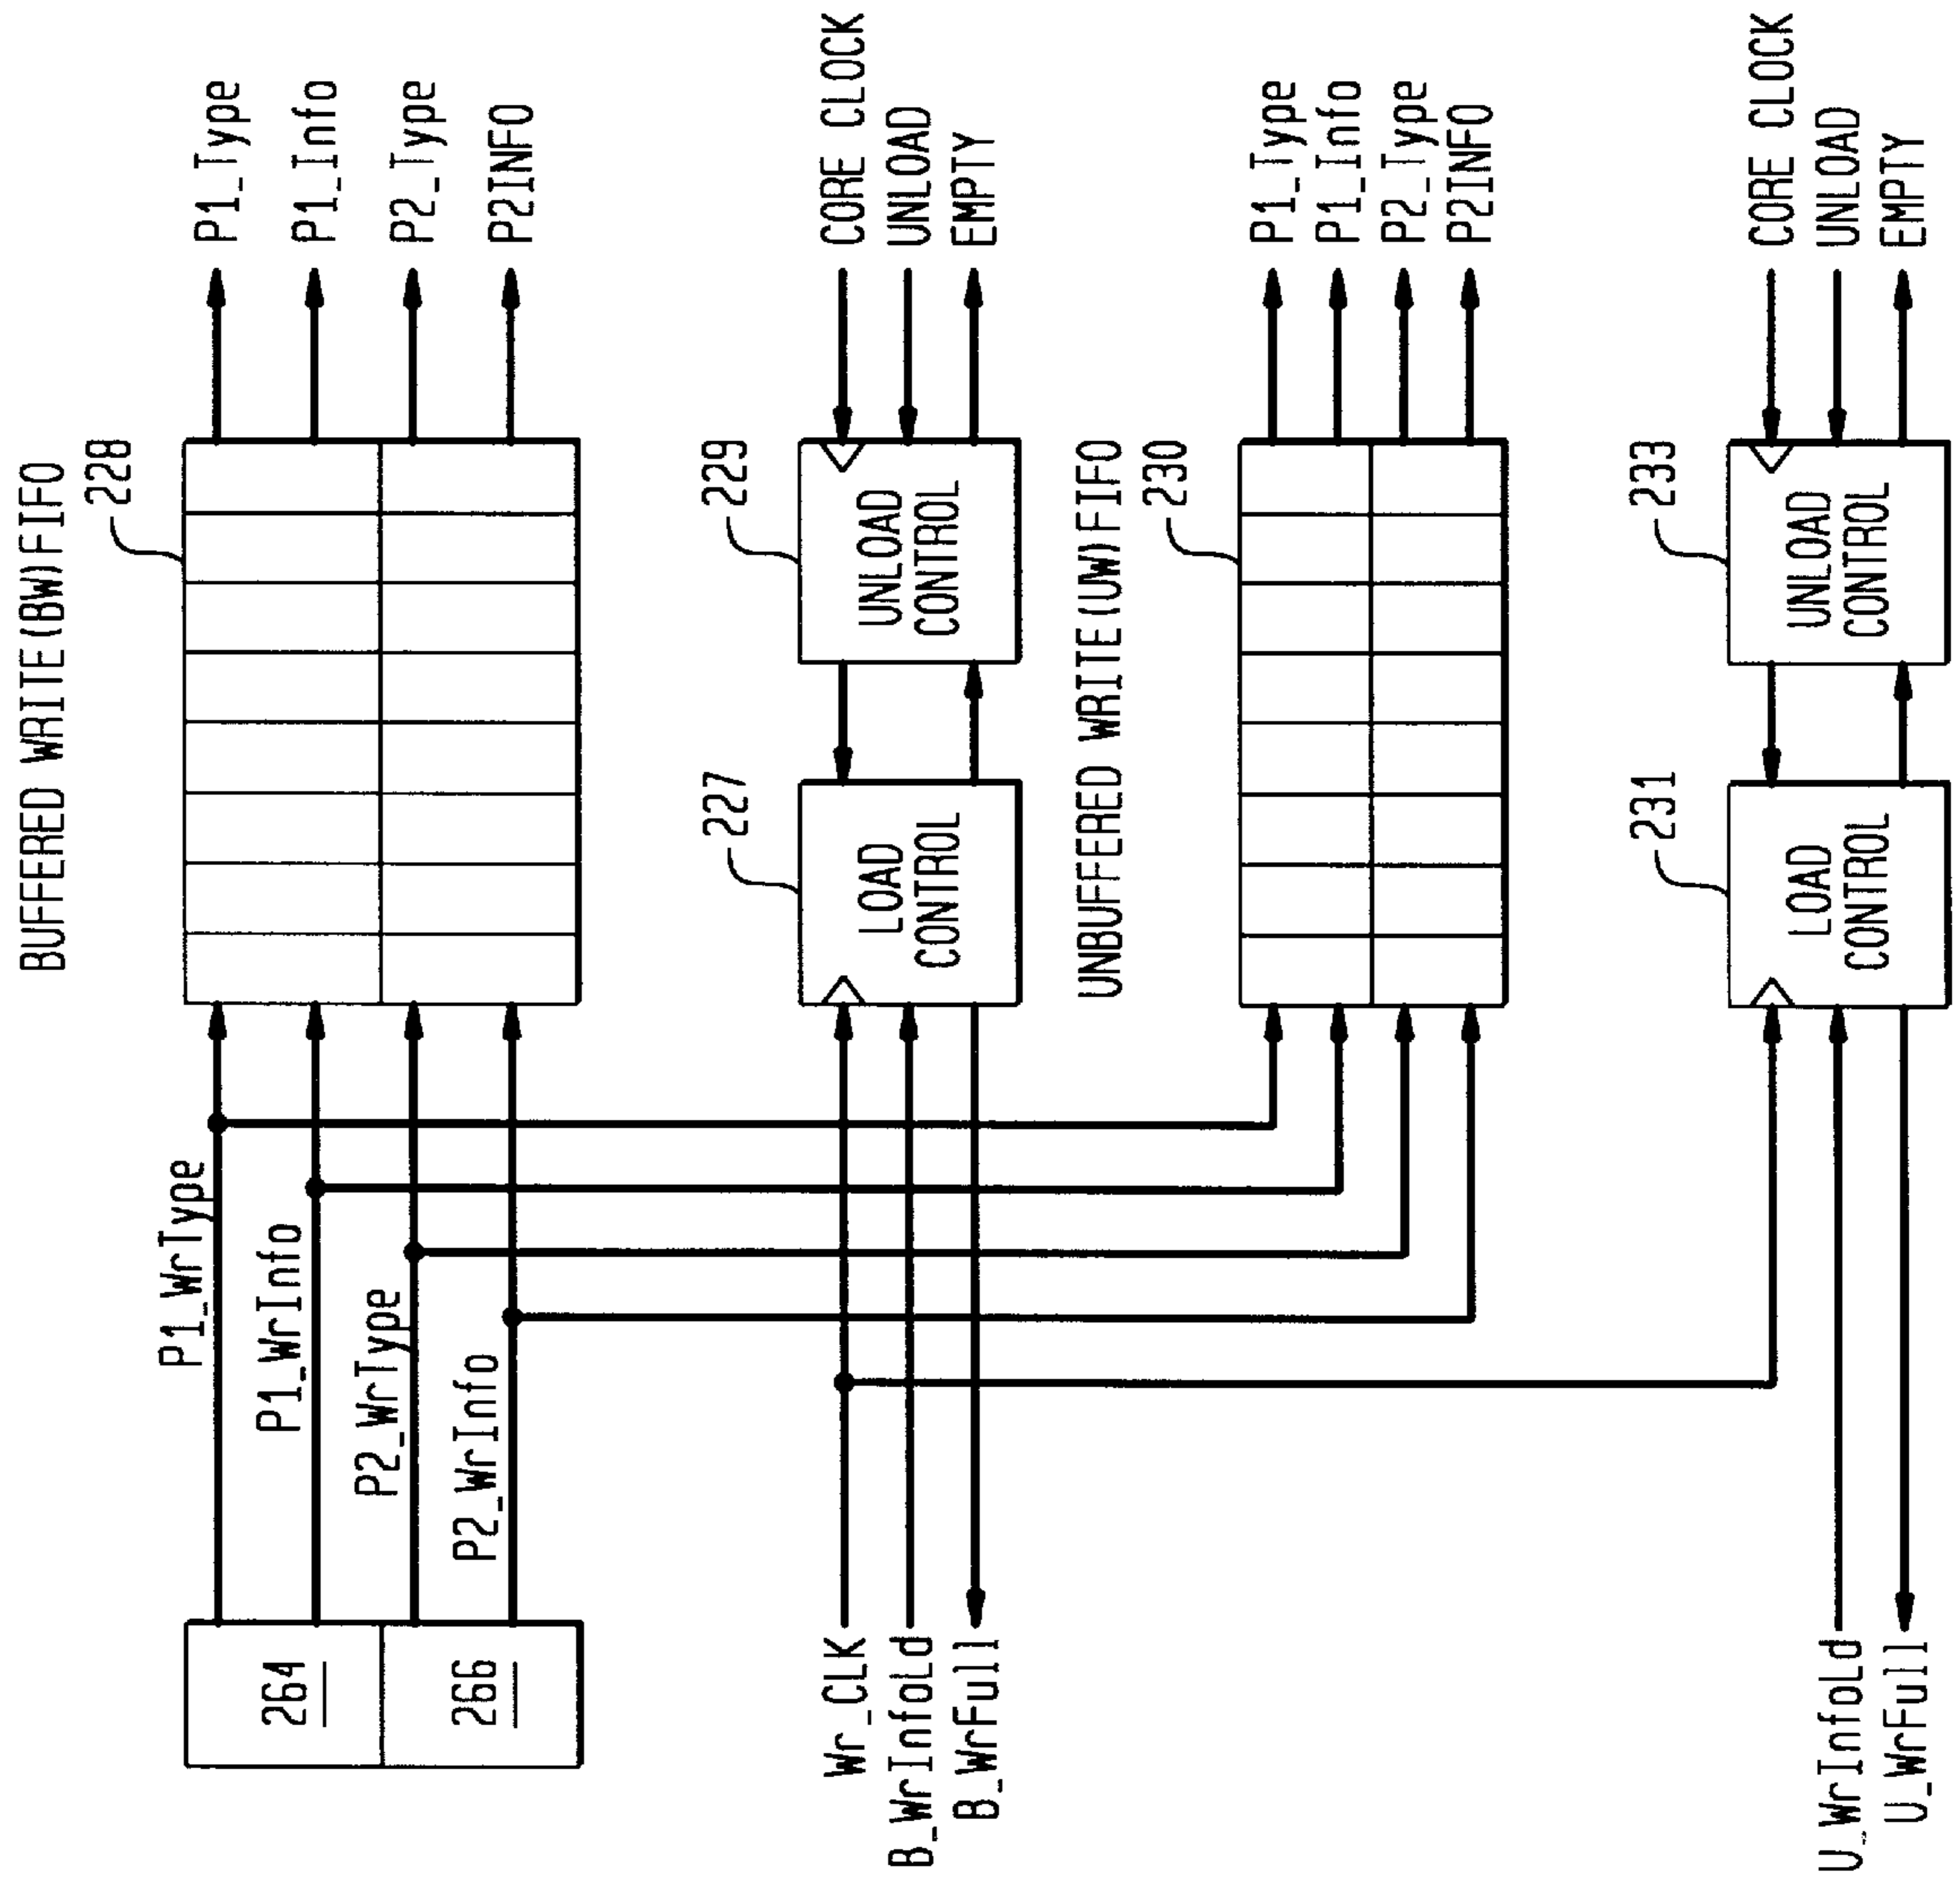 BUFFERED WRITE(BW)FIFO
228
264
266
P1_WrType
P1_WrInfo
P2_WrType
P2_WrInfo
P1_Type
P1_Info
P2_Type
P2INFO
Wr_CLK
B_WrInfoLd
B_WrFull
227
LOAD
CONTROL
229
UNLOAD
CONTROL
CORE CLOCK
UNLOAD
EMPTY
UNBUFFERED WRITE(UW)FIFO
230
P1_Type
P1_Info
P2_Type
P2INFO
U_WrInfoLd
U_WrFull
231
LOAD
CONTROL
233
UNLOAD
CONTROL
CORE CLOCK
UNLOAD
EMPTY